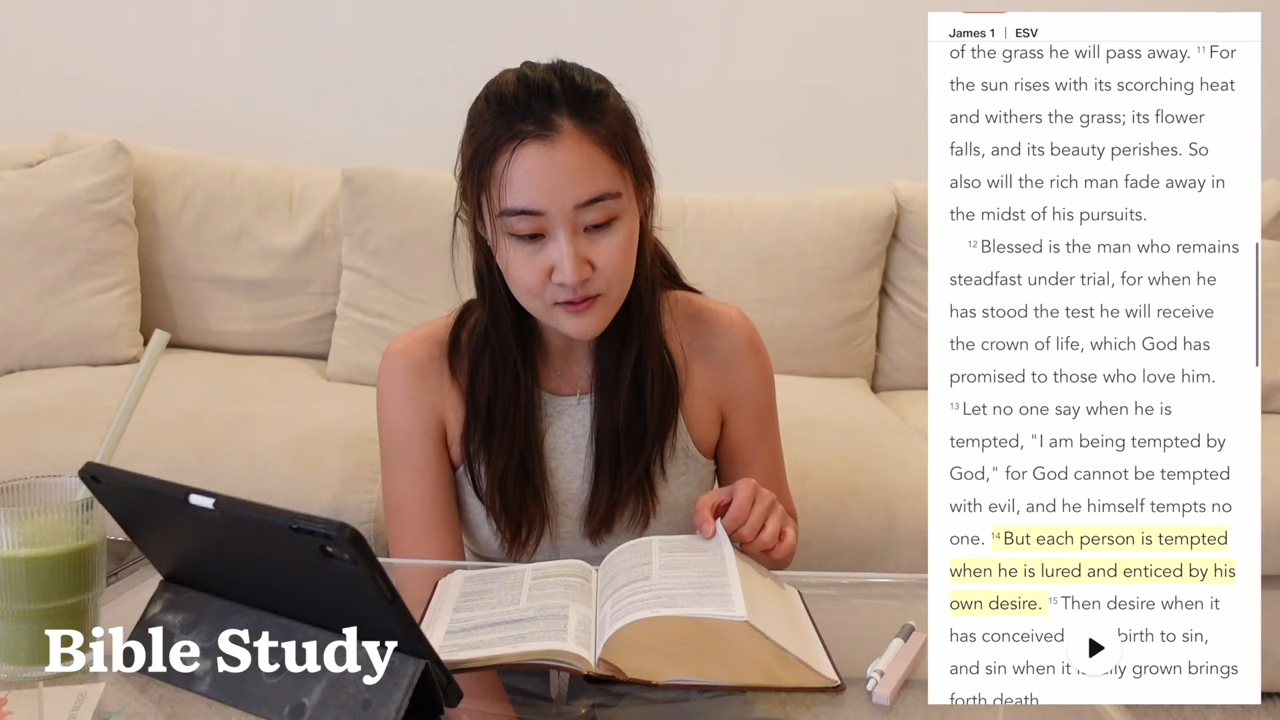 James 1 | ESV
of the grass he will pass away. 11 For
the sun rises with its scorching heat
and withers the grass; its flower
falls, and its beauty perishes. So
also will the rich man fade away in
the midst of his pursuits.
12 Blessed is the man who remains
steadfast under trial, for when he
has stood the test he will receive
the crown of life, which God has
promised to those who love him.
13 Let no one say when he is
tempted, "I am being tempted by
God," for God cannot be tempted
with evil, and he himself tempts no
one. 14 But each person is tempted
when he is lured and enticed by his
own desire. 15 Then desire when it
has conceived birth to sin,
and sin when it grown brings
forth death
Bible Study